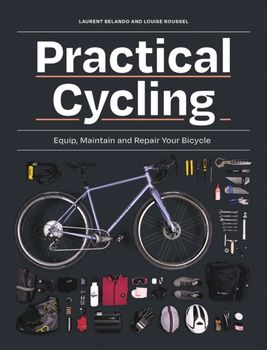 LAURENT BELANDO AND LOUISE ROUSSEL
Practical
Cycling
Equip, Maintain and Repair Your Bicycle